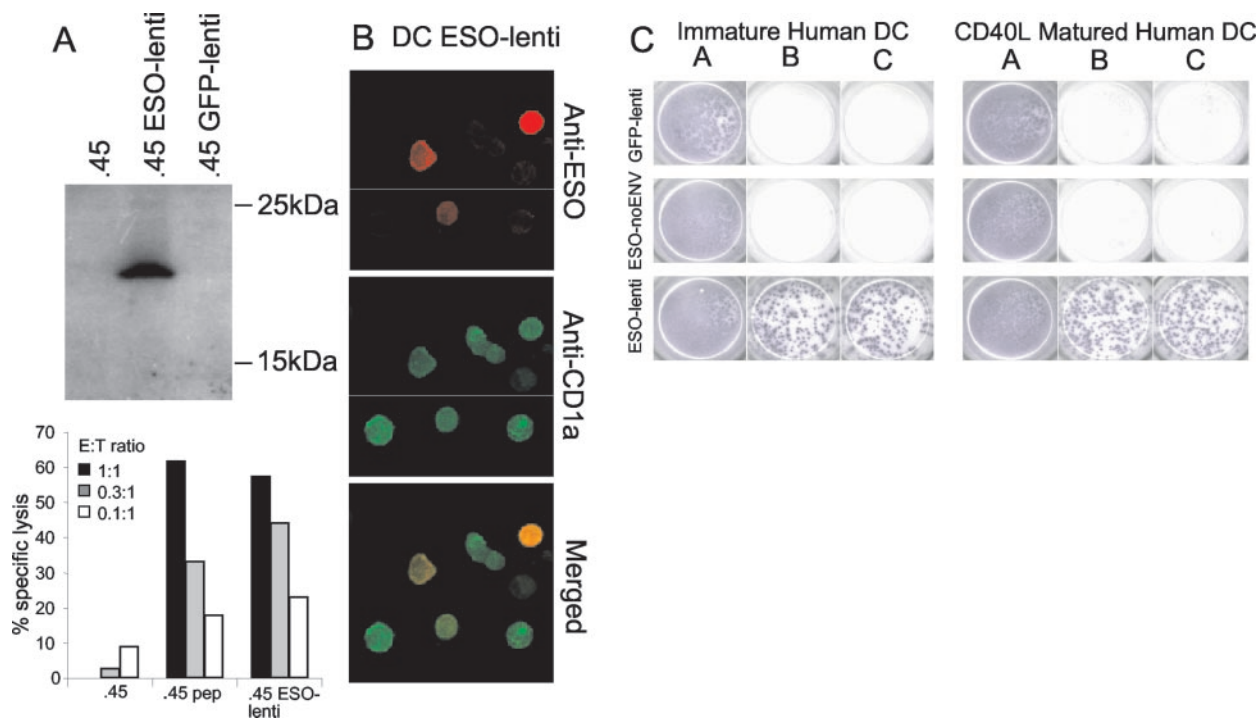 A
.45
.45 ESO-lenti
.45 GFP-lenti
25kDa
15kDa
E:T ratio
1:1
0.3:1
0.1:1
% specific lysis
70
60
50
40
30
20
10
0
.45
.45 pep
.45 ESO-
lenti
B
DC ESO-lenti
Anti-ESO
Anti-CD1a
Merged
C
Immature Human DC
A B C
CD40L Matured Human DC
A B C
GFP-lenti
ESO-noENV
ESO-lenti